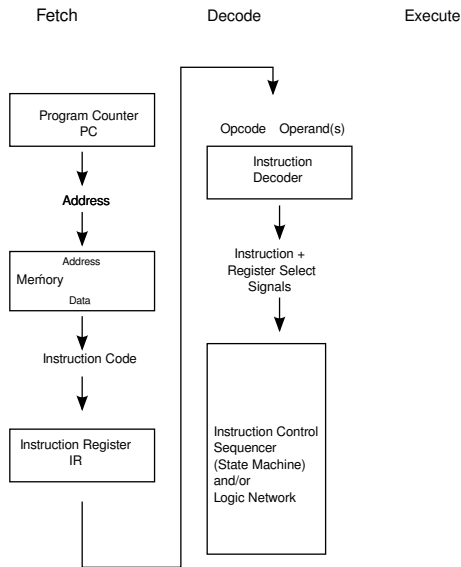 Fetch
Decode
Execute
Program Counter
PC
Address
Address
Memory
Data
Instruction Code
Instruction Register
IR
Opcode Operand(s)
Instruction
Decoder
Instruction +
Register Select
Signals
Instruction Control
Sequencer
(State Machine)
and/or
Logic Network